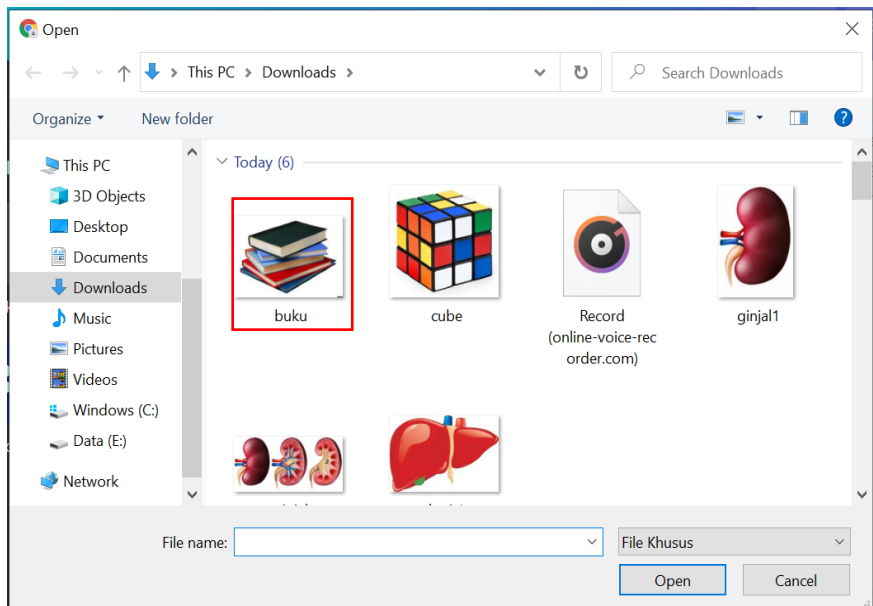 Open
This PC > Downloads >
Search Downloads
Organize
New folder
This PC
3D Objects
Desktop
Documents
Downloads
Music
Pictures
Videos
Windows (C:)
Data (E:)
Network
Today (6)
buku
cube
Record
(online-voice-rec
order.com)
ginjal1
File name:
File Khusus
Open
Cancel